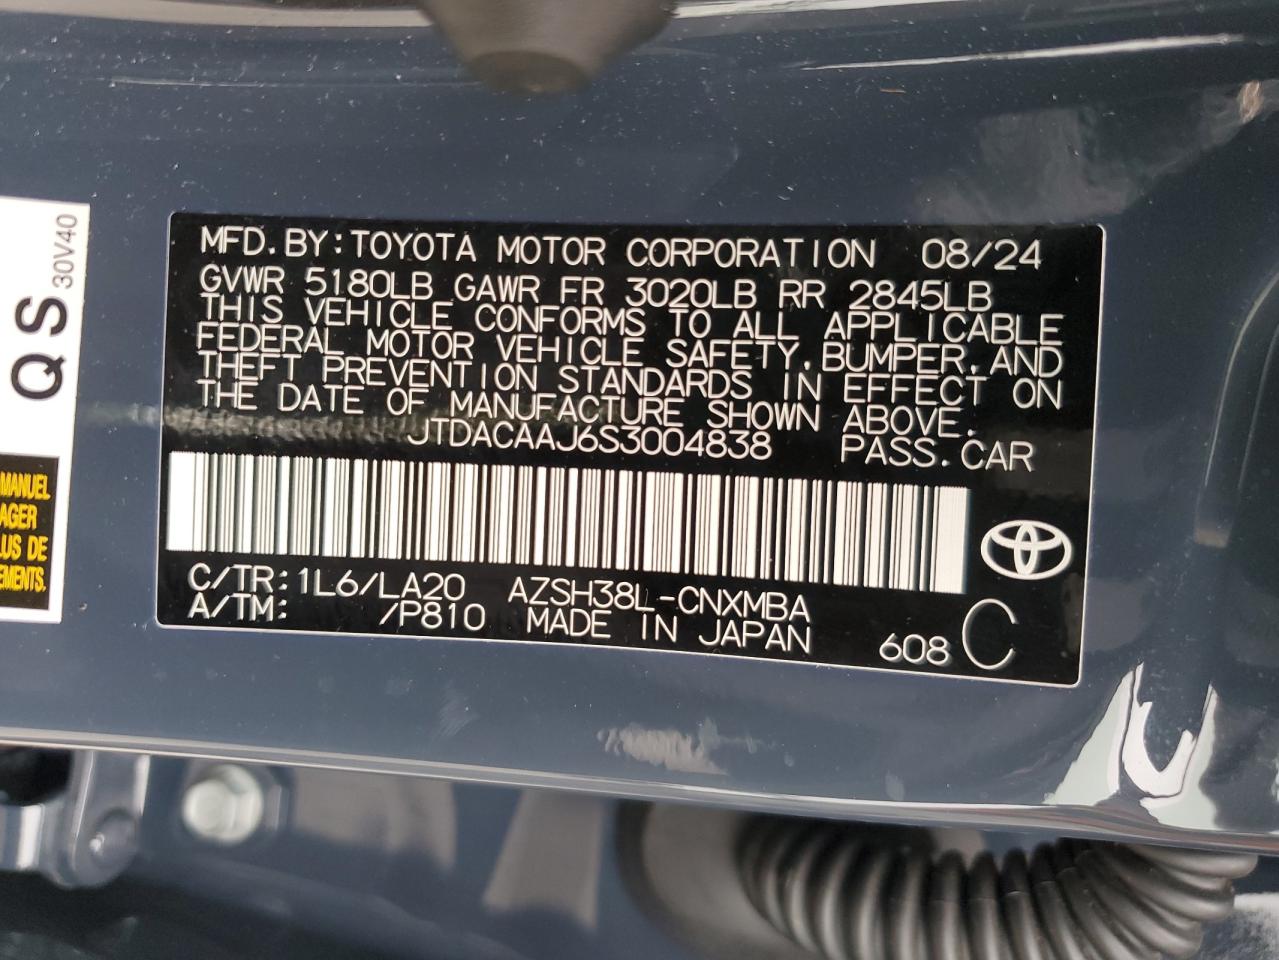 MFD.BY:TOYOTA MOTOR CORPORATION 08/24
GVWR 5180LB GAWR FR 3020LB RR 2845LB
THIS VEHICLE CONFORMS TO ALL APPLICABLE
FEDERAL MOTOR VEHICLE SAFETY,BUMPER,AND
THEFT PREVENTION STANDARDS IN EFFECT ON
THE DATE OF MANUFACTURE SHOWN ABOVE.
JTDACAAJ6S3004838 PASS.CAR
C/TR:1L6/LA20 AZSH38L-CNXMBA
A/TM: /P810 MADE IN JAPAN 608 C
QS
30V40
MANUEL
AGER
US DE
EMENTS.